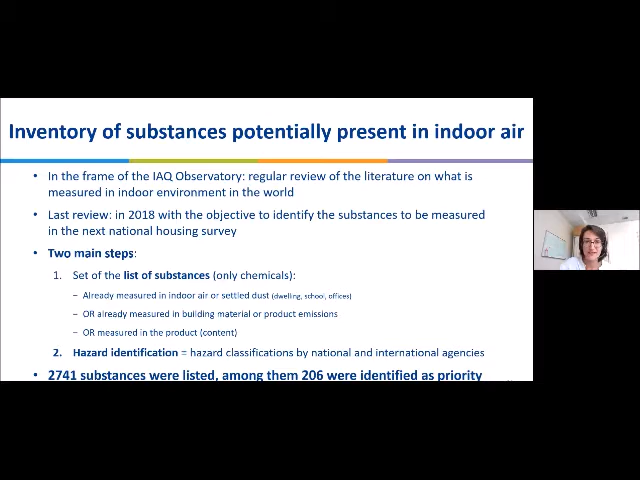 Inventory of substances potentially present in indoor air
• In the frame of the IAQ Observatory: regular review of the literature on what is
measured in indoor environment in the world
• Last review: in 2018 with the objective to identify the substances to be measured
in the next national housing survey
• Two main steps:
1. Set of the list of substances (only chemicals):
− Already measured in indoor air or settled dust (dwelling, school, offices)
− OR already measured in building material or product emissions
− OR measured in the product (content)
2. Hazard identification = hazard classifications by national and international agencies
• 2741 substances were listed, among them 206 were identified as priority